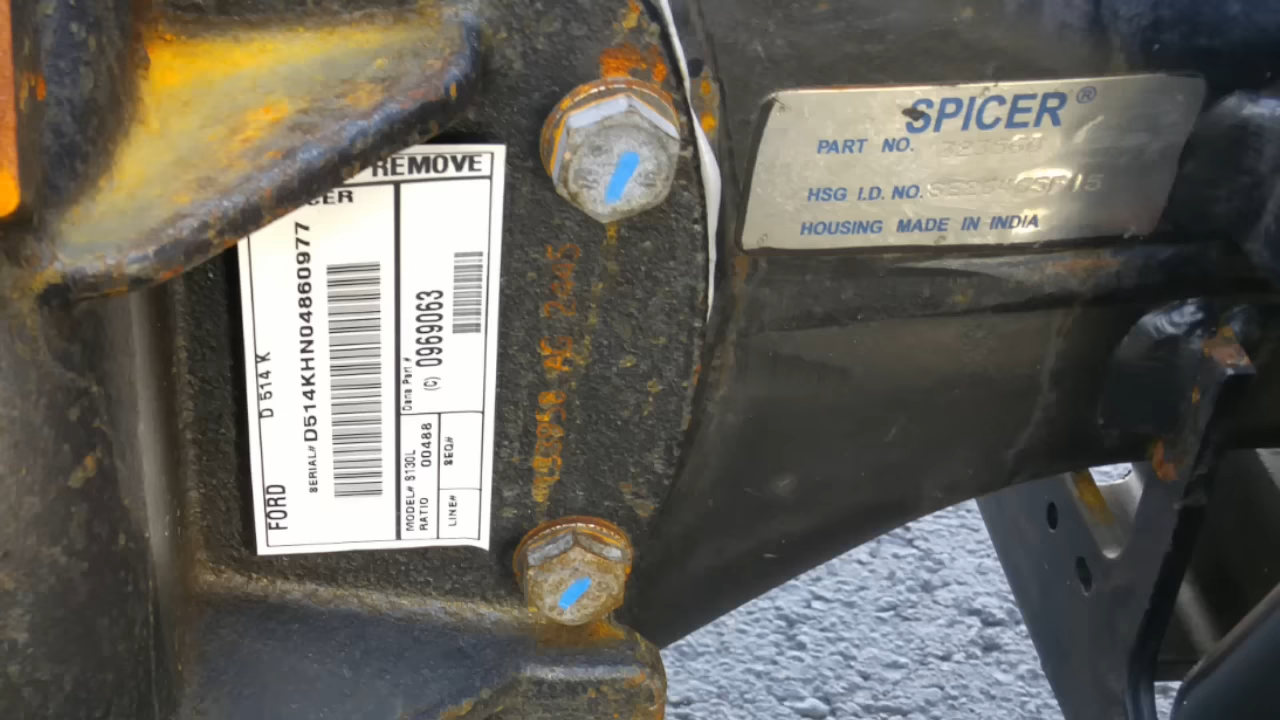 REMOVE
FORD D 514 K
SERIAL# D514KHN04860977
MODEL# S130L
RATIO 00488
Dana Part #
(C) 0969063
LINE# SEQ#
SPICER®
PART NO.
HSG I.D. NO.
HOUSING MADE IN INDIA